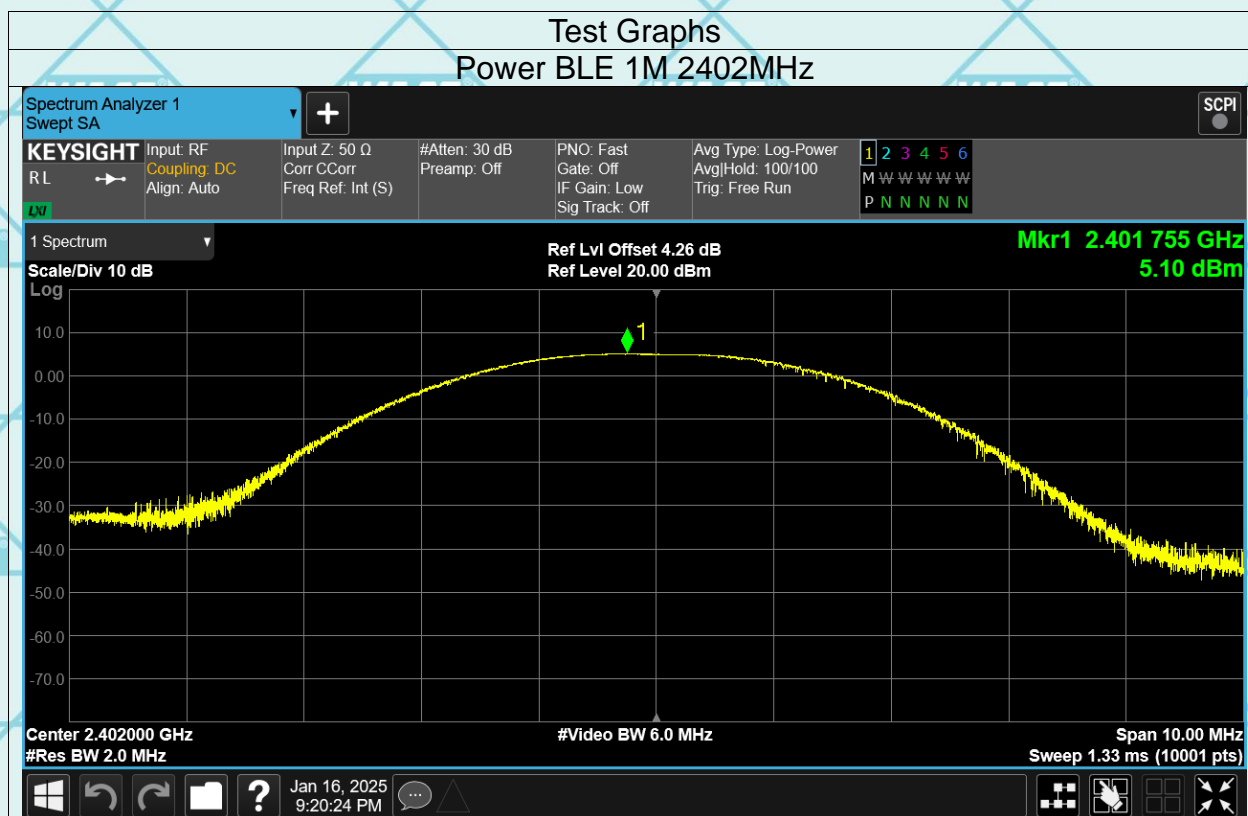 Test Graphs
Power BLE 1M 2402MHz
Spectrum Analyzer 1
Swept SA
+
SCPI
KEYSIGHT
RL
LXI
Input: RF
Coupling: DC
Align: Auto
Input Z: 50 Ω
Corr CCorr
Freq Ref: Int (S)
#Atten: 30 dB
Preamp: Off
PNO: Fast
Gate: Off
IF Gain: Low
Sig Track: Off
Avg Type: Log-Power
Avg|Hold: 100/100
Trig: Free Run
1 2 3 4 5 6
M W W W W W
P N N N N N
1 Spectrum
Scale/Div 10 dB
Log
Ref Lvl Offset 4.26 dB
Ref Level 20.00 dBm
Mkr1 2.401 755 GHz
5.10 dBm
1
10.0
0.00
-10.0
-20.0
-30.0
-40.0
-50.0
-60.0
-70.0
Center 2.402000 GHz
#Res BW 2.0 MHz
#Video BW 6.0 MHz
Span 10.00 MHz
Sweep 1.33 ms (10001 pts)
?
Jan 16, 2025
9:20:24 PM